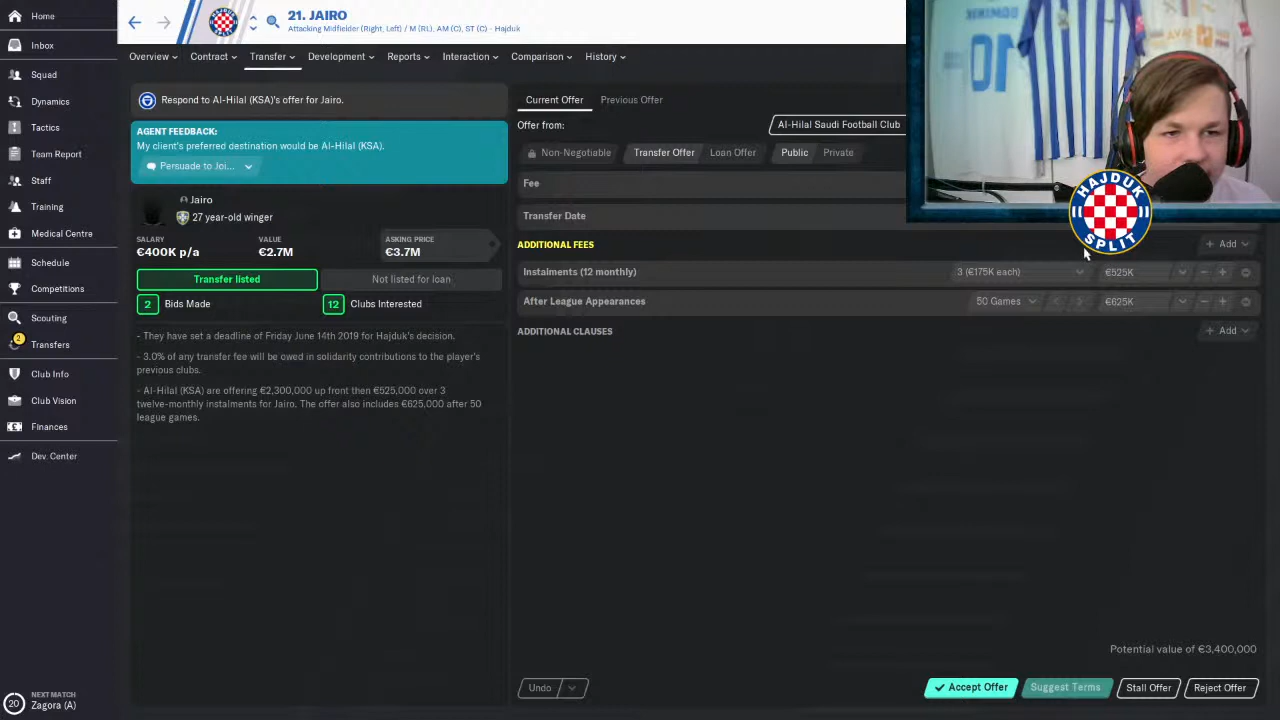 Home
Inbox
Squad
Dynamics
Tactics
Team Report
Staff
Training
Medical Centre
Schedule
Competitions
Scouting
2
Transfers
Club Info
Club Vision
Finances
Dev. Center
20
NEXT MATCH
Zagora (A)
21. JAIRO
Attacking Midfielder (Right, Left) / M (RL), AM (C), ST (C) - Hajduk
Overview
Contract
Transfer
Development
Reports
Interaction
Comparison
History
Respond to Al-Hilal (KSA)'s offer for Jairo.
AGENT FEEDBACK:
My client's preferred destination would be Al-Hilal (KSA).
Persuade to Joi...
Jairo
27 year-old winger
SALARY
€400K p/a
VALUE
€2.7M
ASKING PRICE
€3.7M
Transfer listed
Not listed for loan
2 Bids Made
12 Clubs Interested
- They have set a deadline of Friday June 14th 2019 for Hajduk's decision.
- 3.0% of any transfer fee will be owed in solidarity contributions to the player's
previous clubs.
- Al-Hilal (KSA) are offering €2,300,000 up front then €525,000 over 3
twelve-monthly instalments for Jairo. The offer also includes €625,000 after 50
league games.
Current Offer
Previous Offer
Offer from:
Al-Hilal Saudi Football Club
Non-Negotiable
Transfer Offer
Loan Offer
Public
Private
Fee
Transfer Date
ADDITIONAL FEES
+ Add
Instalments (12 monthly)
3 (€175K each)
€525K
After League Appearances
50 Games
€625K
ADDITIONAL CLAUSES
+ Add
Potential value of €3,400,000
Undo
Accept Offer
Suggest Terms
Stall Offer
Reject Offer
10
HAJDUK
SPLIT